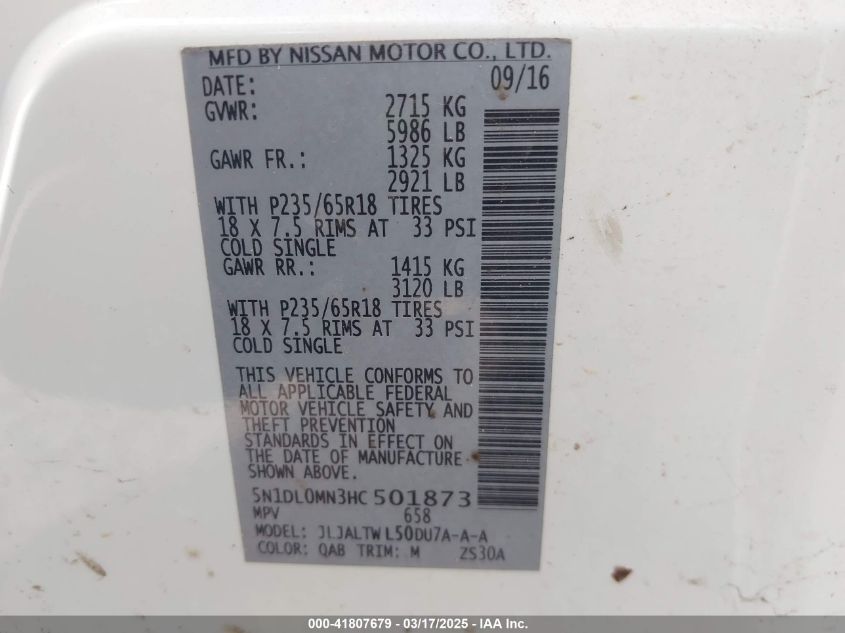 MFD BY NISSAN MOTOR CO., LTD.
DATE: 09/16
GVWR: 2715 KG
5986 LB
GAWR FR.: 1325 KG
2921 LB
WITH P235/65R18 TIRES
18 X 7.5 RIMS AT 33 PSI
COLD SINGLE
GAWR RR.: 1415 KG
3120 LB
WITH P235/65R18 TIRES
18 X 7.5 RIMS AT 33 PSI
COLD SINGLE
THIS VEHICLE CONFORMS TO
ALL APPLICABLE FEDERAL
MOTOR VEHICLE SAFETY AND
THEFT PREVENTION
STANDARDS IN EFFECT ON
THE DATE OF MANUFACTURE
SHOWN ABOVE.
5N1DL0MN3HC501873
MPV 658
MODEL: JLJALTWL50DU7A-A-A
COLOR: QAB TRIM: M ZS30A
000-41807679 - 03/17/2025 - IAA Inc.